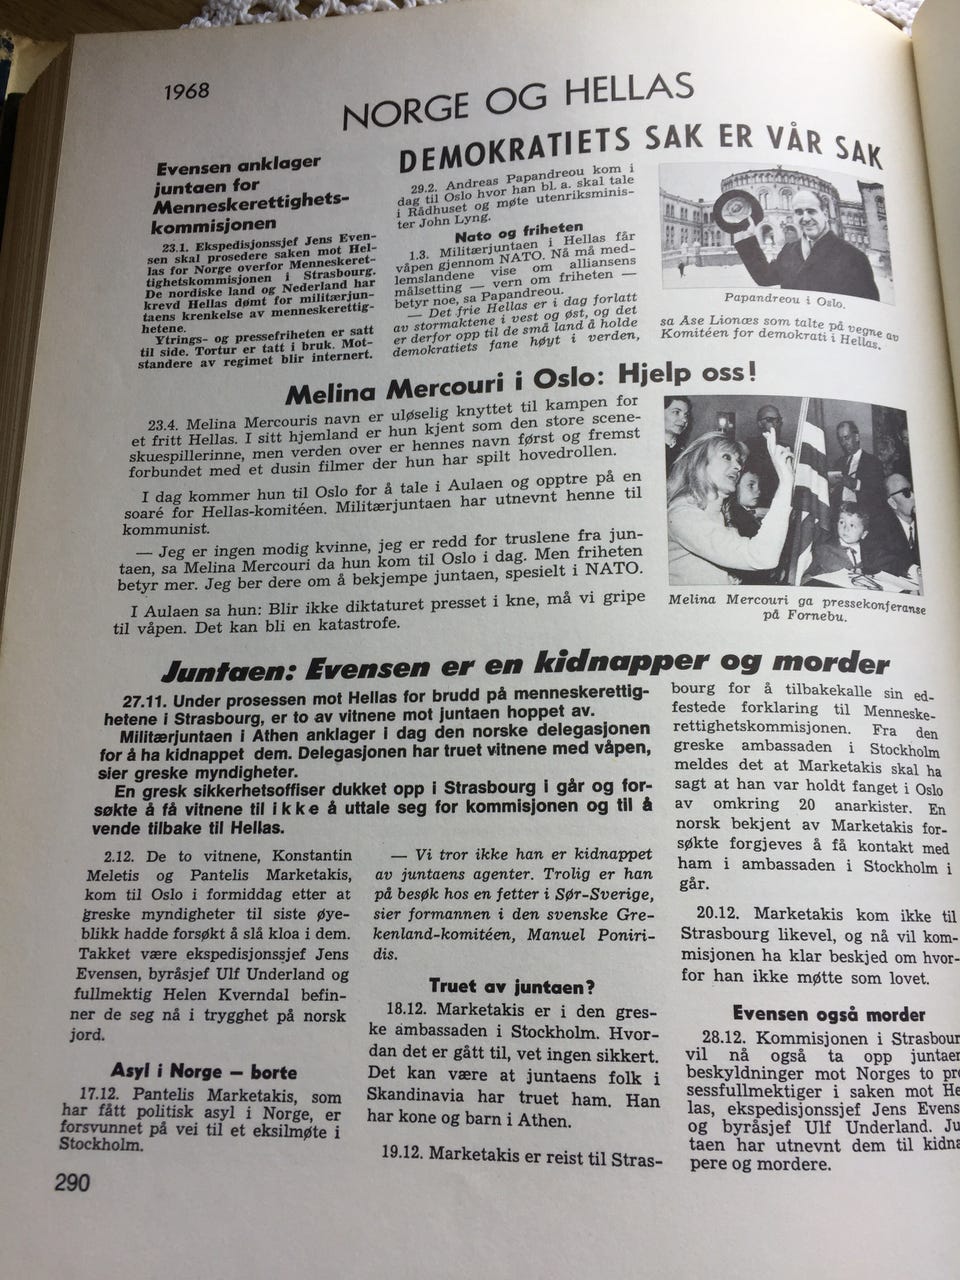 1968
NORGE OG HELLAS
Evensen anklager
juntaen for
Menneskerettighets-
kommisjonen
23.1. Ekspedisjonssjef Jens Even-
sen skal prosedere saken mot Hel-
las for Norge overfor Menneskeret-
tighetskommisjonen i Strasbourg.
De nordiske land og Nederland har
krevd Hellas dømt for militærjun-
taens krenkelse av menneskerettig-
hetene.
Ytrings- og pressefriheten er satt
til side. Tortur er tatt i bruk. Mot-
standere av regimet blir internert.
DEMOKRATIETS SAK ER VÅR SAK
29.2. Andreas Papandreou kom i
dag til Oslo hvor han bl. a. skal tale
i Rådhuset og møte utenriksminis-
ter John Lyng.
Nato og friheten
1.3. Militærjuntaen i Hellas får
våpen gjennom NATO. Nå må med-
lemslandene vise om alliansens
målsetting — vern om friheten —
betyr noe, sa Papandreou.
— Det frie Hellas er i dag forlatt
av stormaktene i vest og øst, og det
er derfor opp til de små land å holde
demokratiets fane høyt i verden,
Papandreou i Oslo.
sa Åse Lionæs som talte på vegne av
Komitéen for demokrati i Hellas.
Melina Mercouri i Oslo: Hjelp oss!
23.4. Melina Mercouris navn er uløselig knyttet til kampen for
et fritt Hellas. I sitt hjemland er hun kjent som den store scene-
skuespillerinne, men verden over er hennes navn først og fremst
forbundet med et dusin filmer der hun har spilt hovedrollen.
I dag kommer hun til Oslo for å tale i Aulaen og opptre på en
soaré for Hellas-komitéen. Militærjuntaen har utnevnt henne til
kommunist.
— Jeg er ingen modig kvinne, jeg er redd for truslene fra jun-
taen, sa Melina Mercouri da hun kom til Oslo i dag. Men friheten
betyr mer. Jeg ber dere om å bekjempe juntaen, spesielt i NATO.
I Aulaen sa hun: Blir ikke diktaturet presset i kne, må vi gripe
til våpen. Det kan bli en katastrofe.
Melina Mercouri ga pressekonferanse
på Fornebu.
Juntaen: Evensen er en kidnapper og morder
27.11. Under prosessen mot Hellas for brudd på menneskerettig-
hetene i Strasbourg, er to av vitnene mot juntaen hoppet av.
Militærjuntaen i Athen anklager i dag den norske delegasjonen
for å ha kidnappet dem. Delegasjonen har truet vitnene med våpen,
sier greske myndigheter.
En gresk sikkerhetsoffiser dukket opp i Strasbourg i går og for-
søkte å få vitnene til ikke å uttale seg for kommisjonen og til å
vende tilbake til Hellas.
2.12. De to vitnene, Konstantin
Meletis og Pantelis Marketakis,
kom til Oslo i formiddag etter at
greske myndigheter til siste øye-
blikk hadde forsøkt å slå kloa i dem.
Takket være ekspedisjonssjef Jens
Evensen, byråsjef Ulf Underland og
fullmektig Helen Kverndal befin-
ner de seg nå i trygghet på norsk
jord.
Asyl i Norge – borte
17.12. Pantelis Marketakis, som
har fått politisk asyl i Norge, er
forsvunnet på vei til et eksilmøte i
Stockholm.
— Vi tror ikke han er kidnappet
av juntaens agenter. Trolig er han
på besøk hos en fetter i Sør-Sverige,
sier formannen i den svenske Gre-
kenland-komitéen, Manuel Poniri-
dis.
Truet av juntaen?
18.12. Marketakis er i den gres-
ke ambassaden i Stockholm. Hvor-
dan det er gått til, vet ingen sikkert.
Det kan være at juntaens folk i
Skandinavia har truet ham. Han
har kone og barn i Athen.
19.12. Marketakis er reist til Stras-
bourg for å tilbakekalle sin ed-
festede forklaring til Menneske-
rettighetskommisjonen. Fra den
greske ambassaden i Stockholm
meldes det at Marketakis skal ha
sagt at han var holdt fanget i Oslo
av omkring 20 anarkister. En
norsk bekjent av Marketakis for-
søkte forgjeves å få kontakt med
ham i ambassaden i Stockholm i
går.
20.12. Marketakis kom ikke til
Strasbourg likevel, og nå vil kom-
misjonen ha klar beskjed om hvor-
for han ikke møtte som lovet.
Evensen også morder
28.12. Kommisjonen i Strasbour
vil nå også ta opp juntaen
beskyldninger mot Norges to pro
sessfullmektiger i saken mot He
las, ekspedisjonssjef Jens Evens
og byråsjef Ulf Underland. Ju
taen har utnevnt dem til kidna
pere og mordere.
290